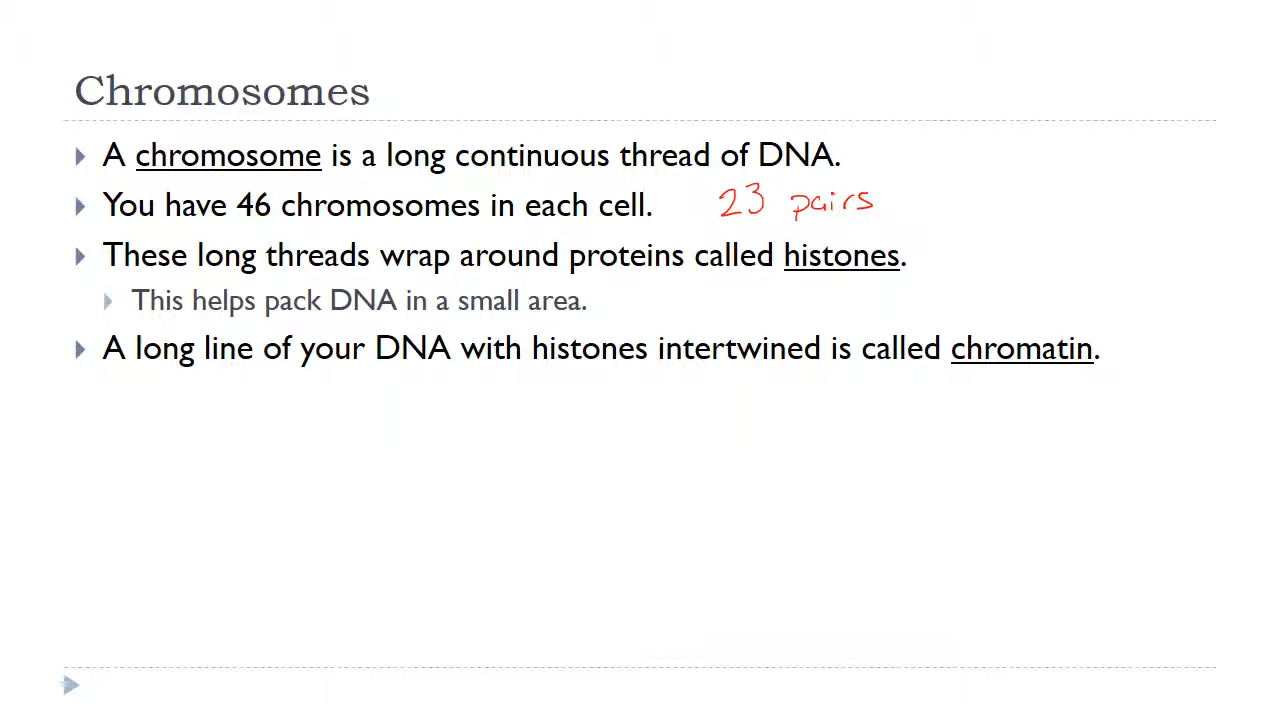 Chromosomes
A chromosome is a long continuous thread of DNA.
You have 46 chromosomes in each cell. 23 pairs
These long threads wrap around proteins called histones.
This helps pack DNA in a small area.
A long line of your DNA with histones intertwined is called chromatin.